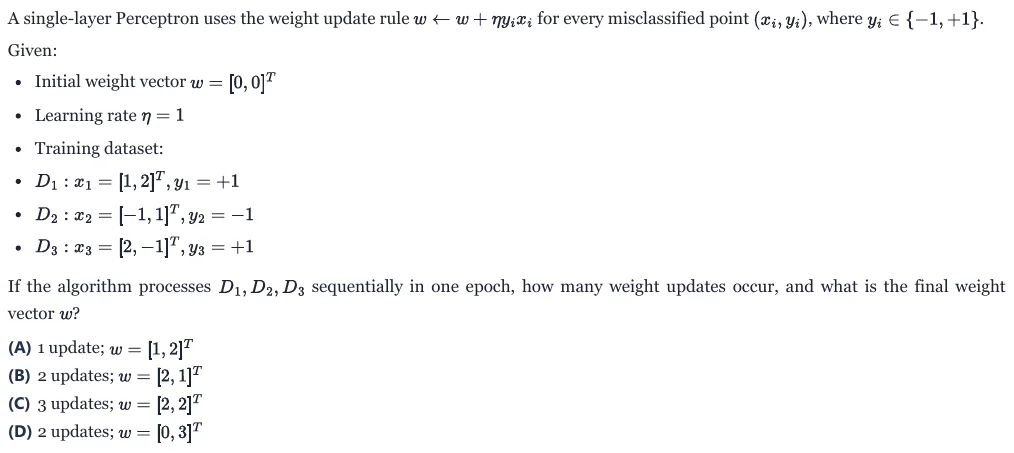 A single-layer Perceptron uses the weight update rule w ← w + ηyᵢxᵢ for every misclassified point (xᵢ, yᵢ), where yᵢ ∈ {−1, +1}.
Given:
• Initial weight vector w = [0, 0]ᵀ
• Learning rate η = 1
• Training dataset:
• D₁ : x₁ = [1, 2]ᵀ, y₁ = +1
• D₂ : x₂ = [−1, 1]ᵀ, y₂ = −1
• D₃ : x₃ = [2, −1]ᵀ, y₃ = +1
If the algorithm processes D₁, D₂, D₃ sequentially in one epoch, how many weight updates occur, and what is the final weight
vector w?
(A) 1 update; w = [1, 2]ᵀ
(B) 2 updates; w = [2, 1]ᵀ
(C) 3 updates; w = [2, 2]ᵀ
(D) 2 updates; w = [0, 3]ᵀ